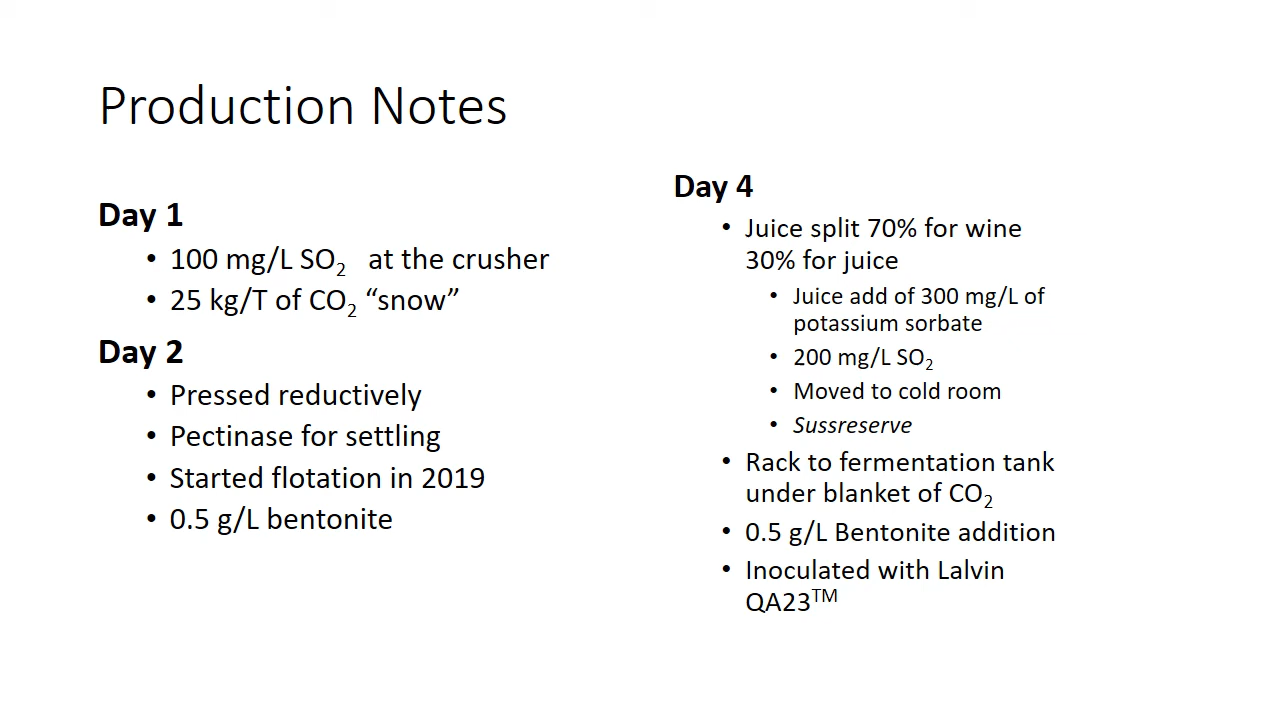 Production Notes
Day 1
• 100 mg/L SO₂ at the crusher
• 25 kg/T of CO₂ “snow”
Day 2
• Pressed reductively
• Pectinase for settling
• Started flotation in 2019
• 0.5 g/L bentonite
Day 4
• Juice split 70% for wine
30% for juice
• Juice add of 300 mg/L of
potassium sorbate
• 200 mg/L SO₂
• Moved to cold room
• Sussreserve
• Rack to fermentation tank
under blanket of CO₂
• 0.5 g/L Bentonite addition
• Inoculated with Lalvin
QA23™